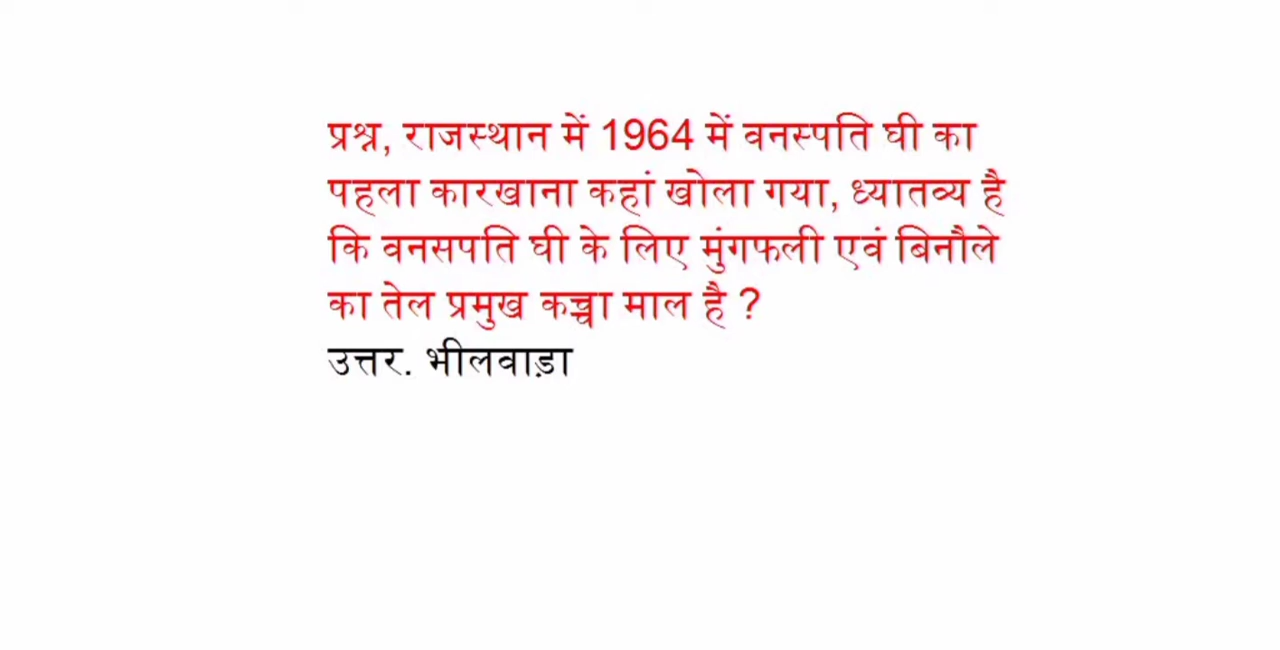 प्रश्न, राजस्थान में 1964 में वनस्पति घी का
पहला कारखाना कहां खोला गया, ध्यातव्य है
कि वनसपति घी के लिए मुंगफली एवं बिनौले
का तेल प्रमुख कच्चा माल है ?
उत्तर. भीलवाड़ा